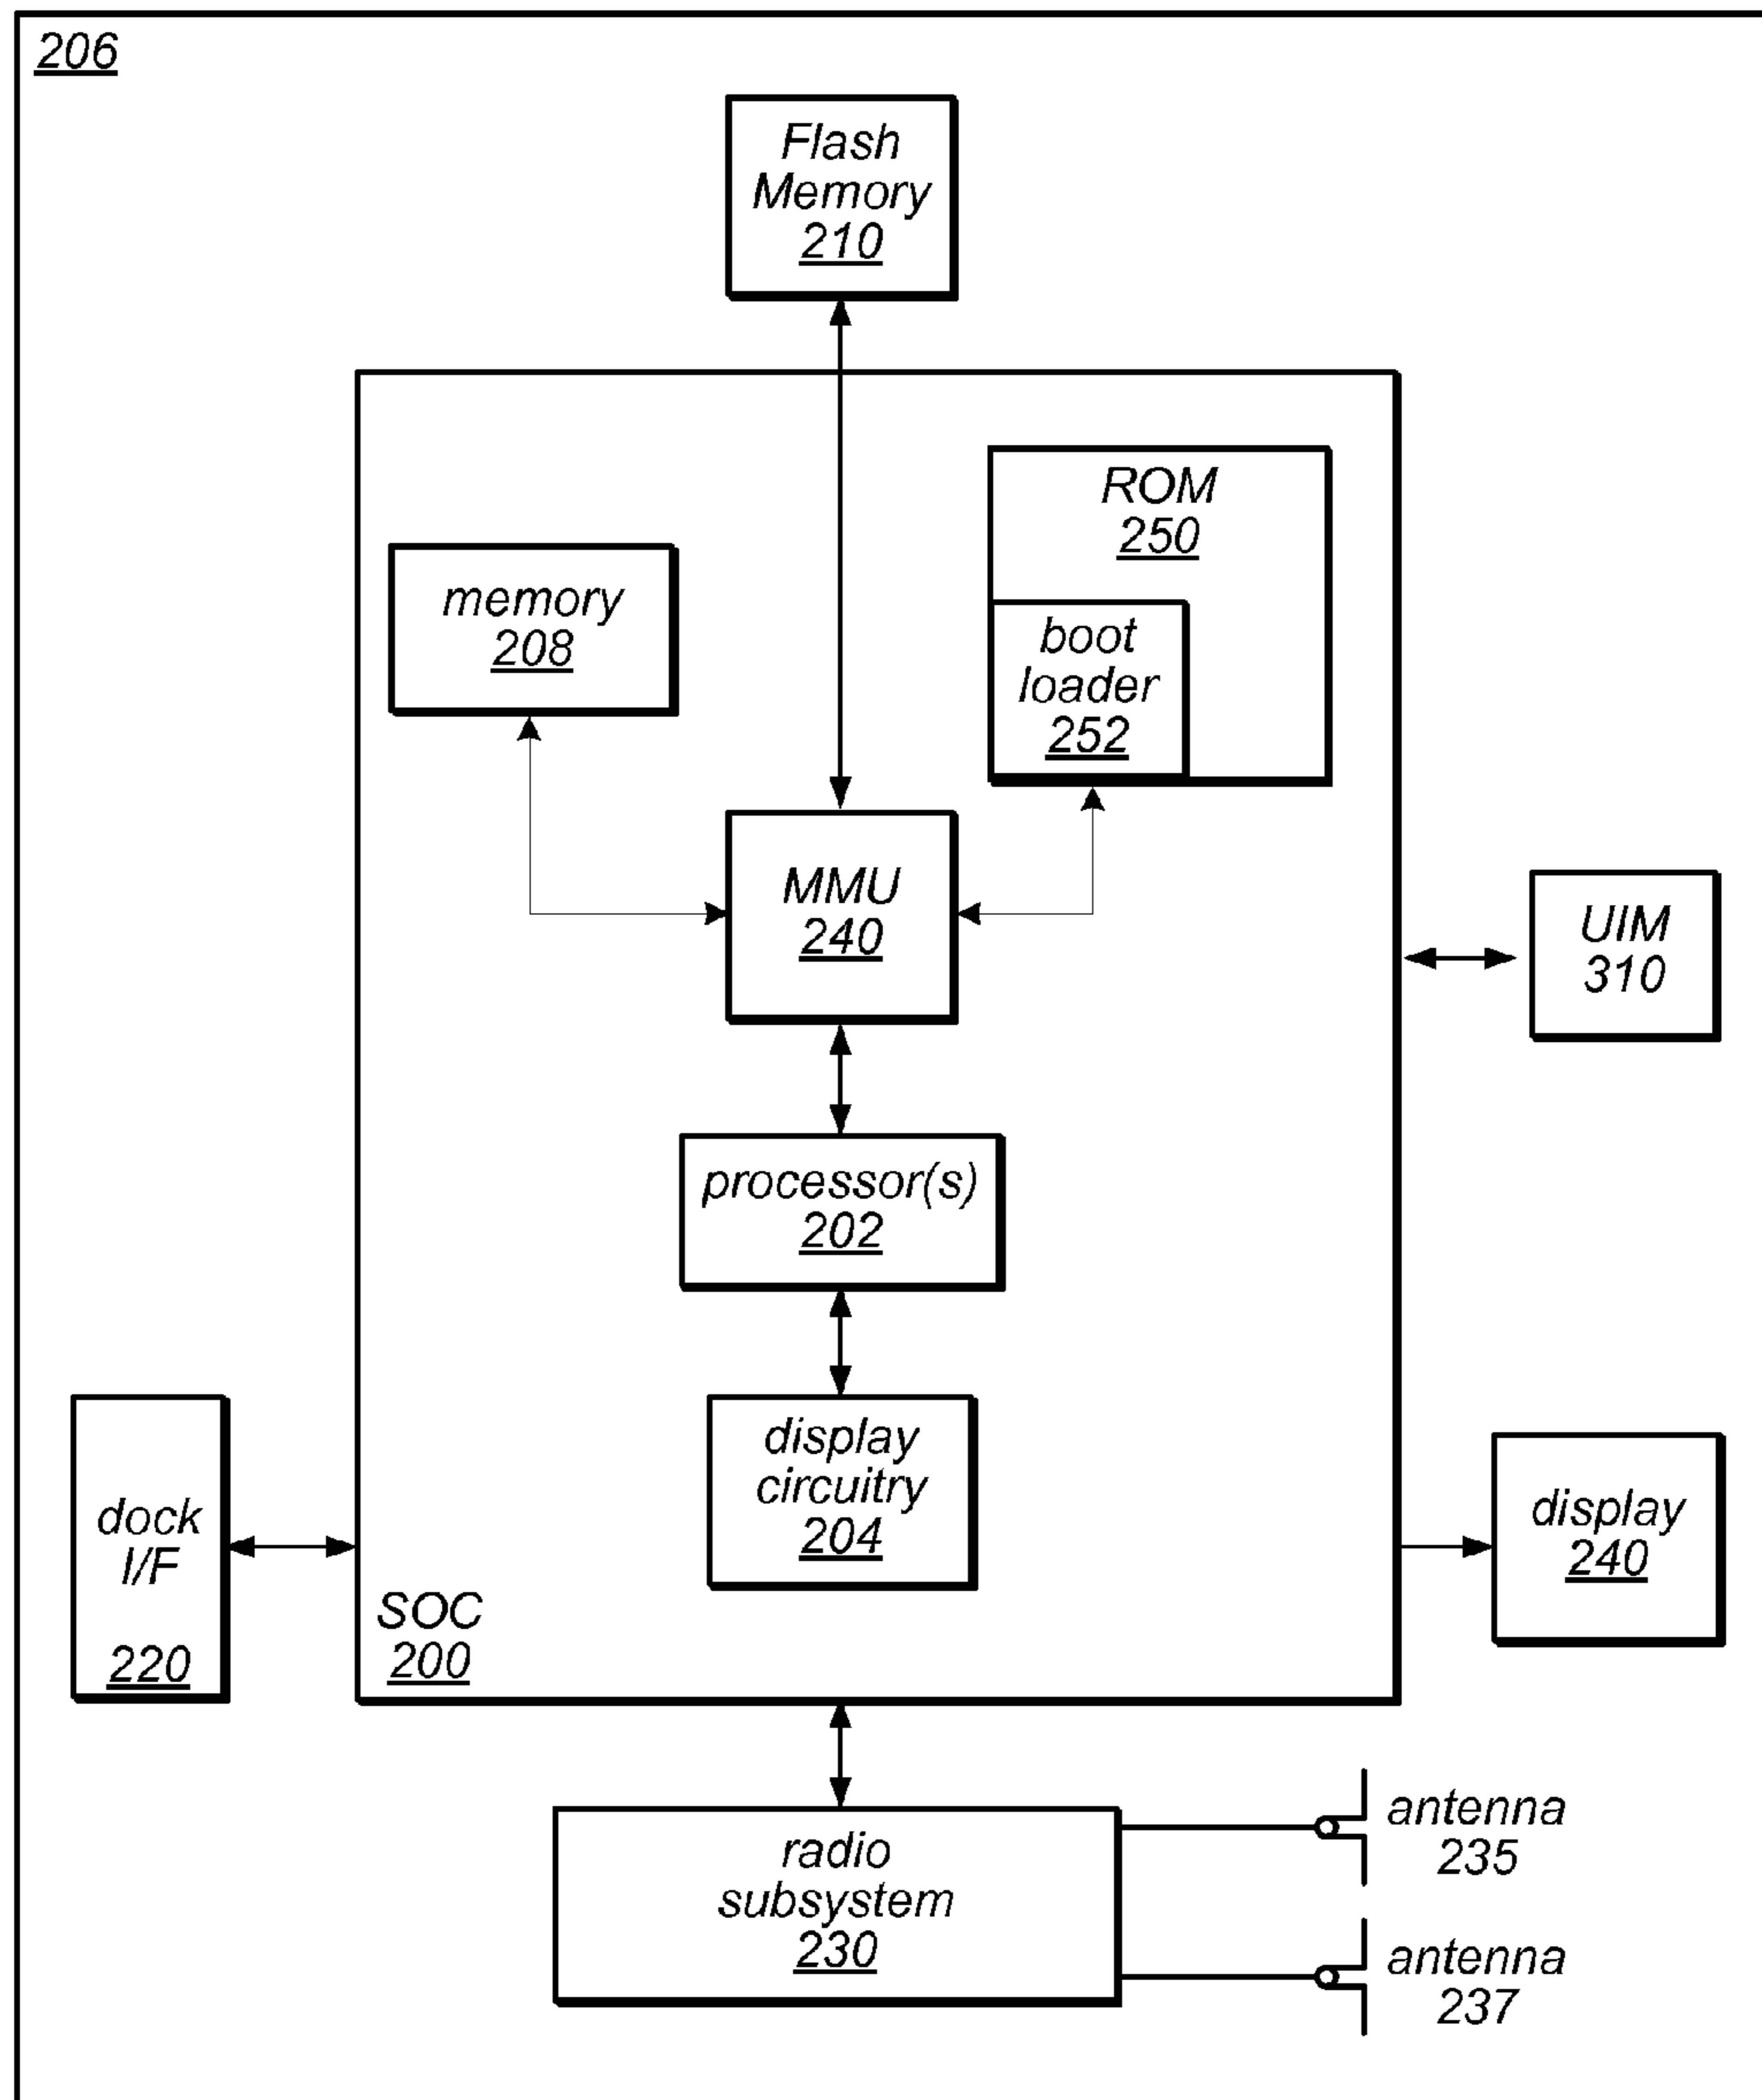 206
Flash
Memory
210
ROM
250
memory
208
boot
loader
252
MMU
240
UIM
310
processor(s)
202
display
circuitry
204
dock
I/F
220
display
240
SOC
200
radio
subsystem
230
antenna
235
antenna
237